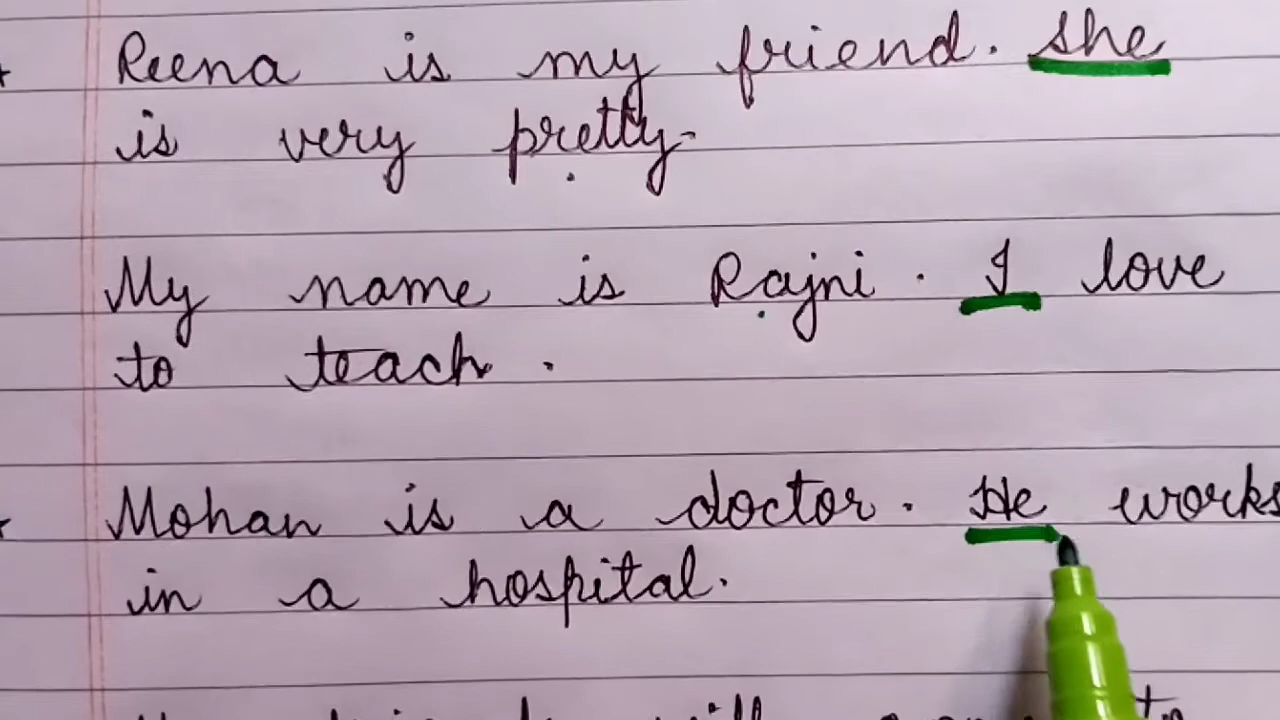 Reena is my friend. She
is very pretty.
My name is Rajni. I love
to teach.
Mohan is a doctor. He works
in a hospital.